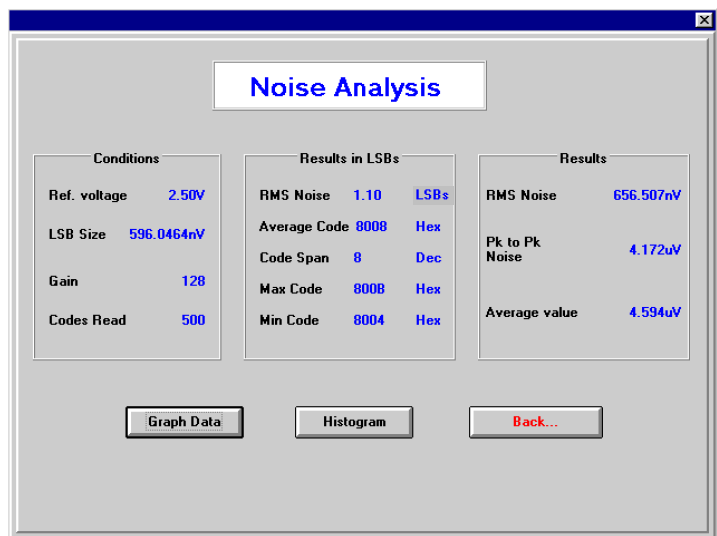 Noise Analysis
Conditions
Ref. voltage 2.50V
LSB Size 596.0464nV
Gain 128
Codes Read 500
Results in LSBs
RMS Noise 1.10 LSBs
Average Code 8008 Hex
Code Span 8 Dec
Max Code 800B Hex
Min Code 8004 Hex
Results
RMS Noise 656.507nV
Pk to Pk
Noise 4.172uV
Average value 4.594uV
Graph Data
Histogram
Back...